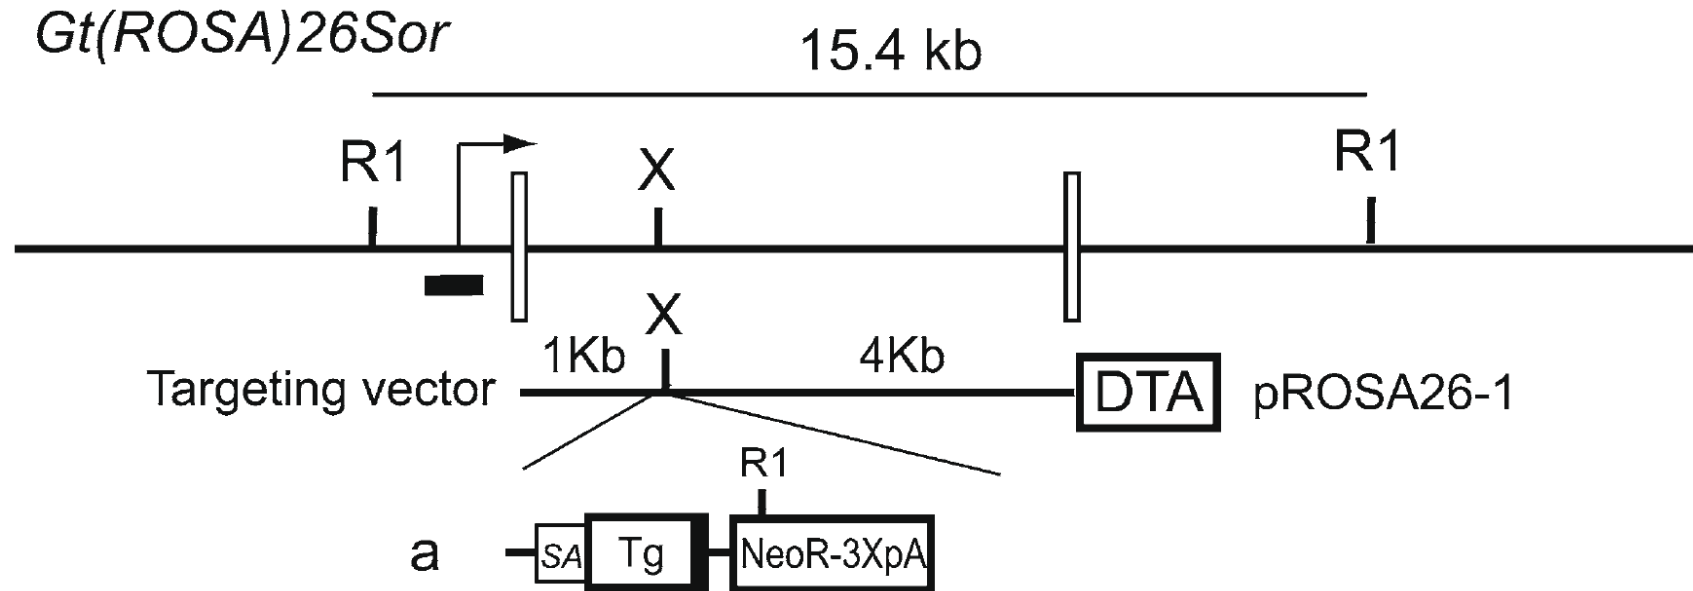 Gt(ROSA)26Sor
15.4 kb
R1
X
R1
X
1Kb
4Kb
Targeting vector
DTA
pROSA26-1
R1
a
SA
Tg
NeoR-3XpA